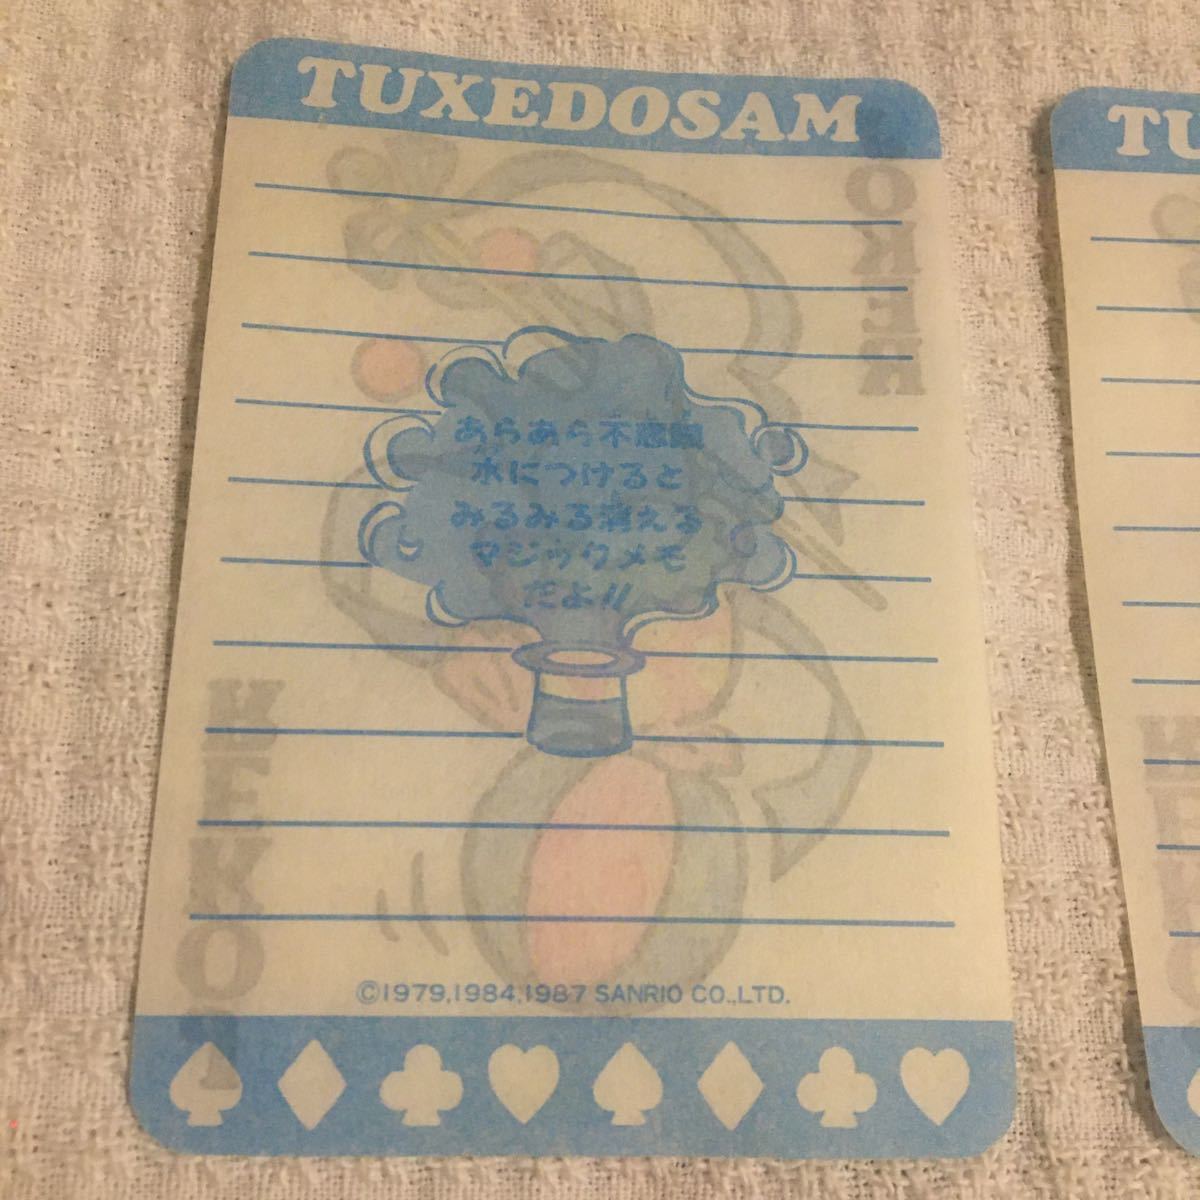 TUXEDOSAM
あらあら不思議
水につけると
みるみる消える
マジックメモ
だよ!!
©1979,1984,1987 SANRIO CO.,LTD.
TU